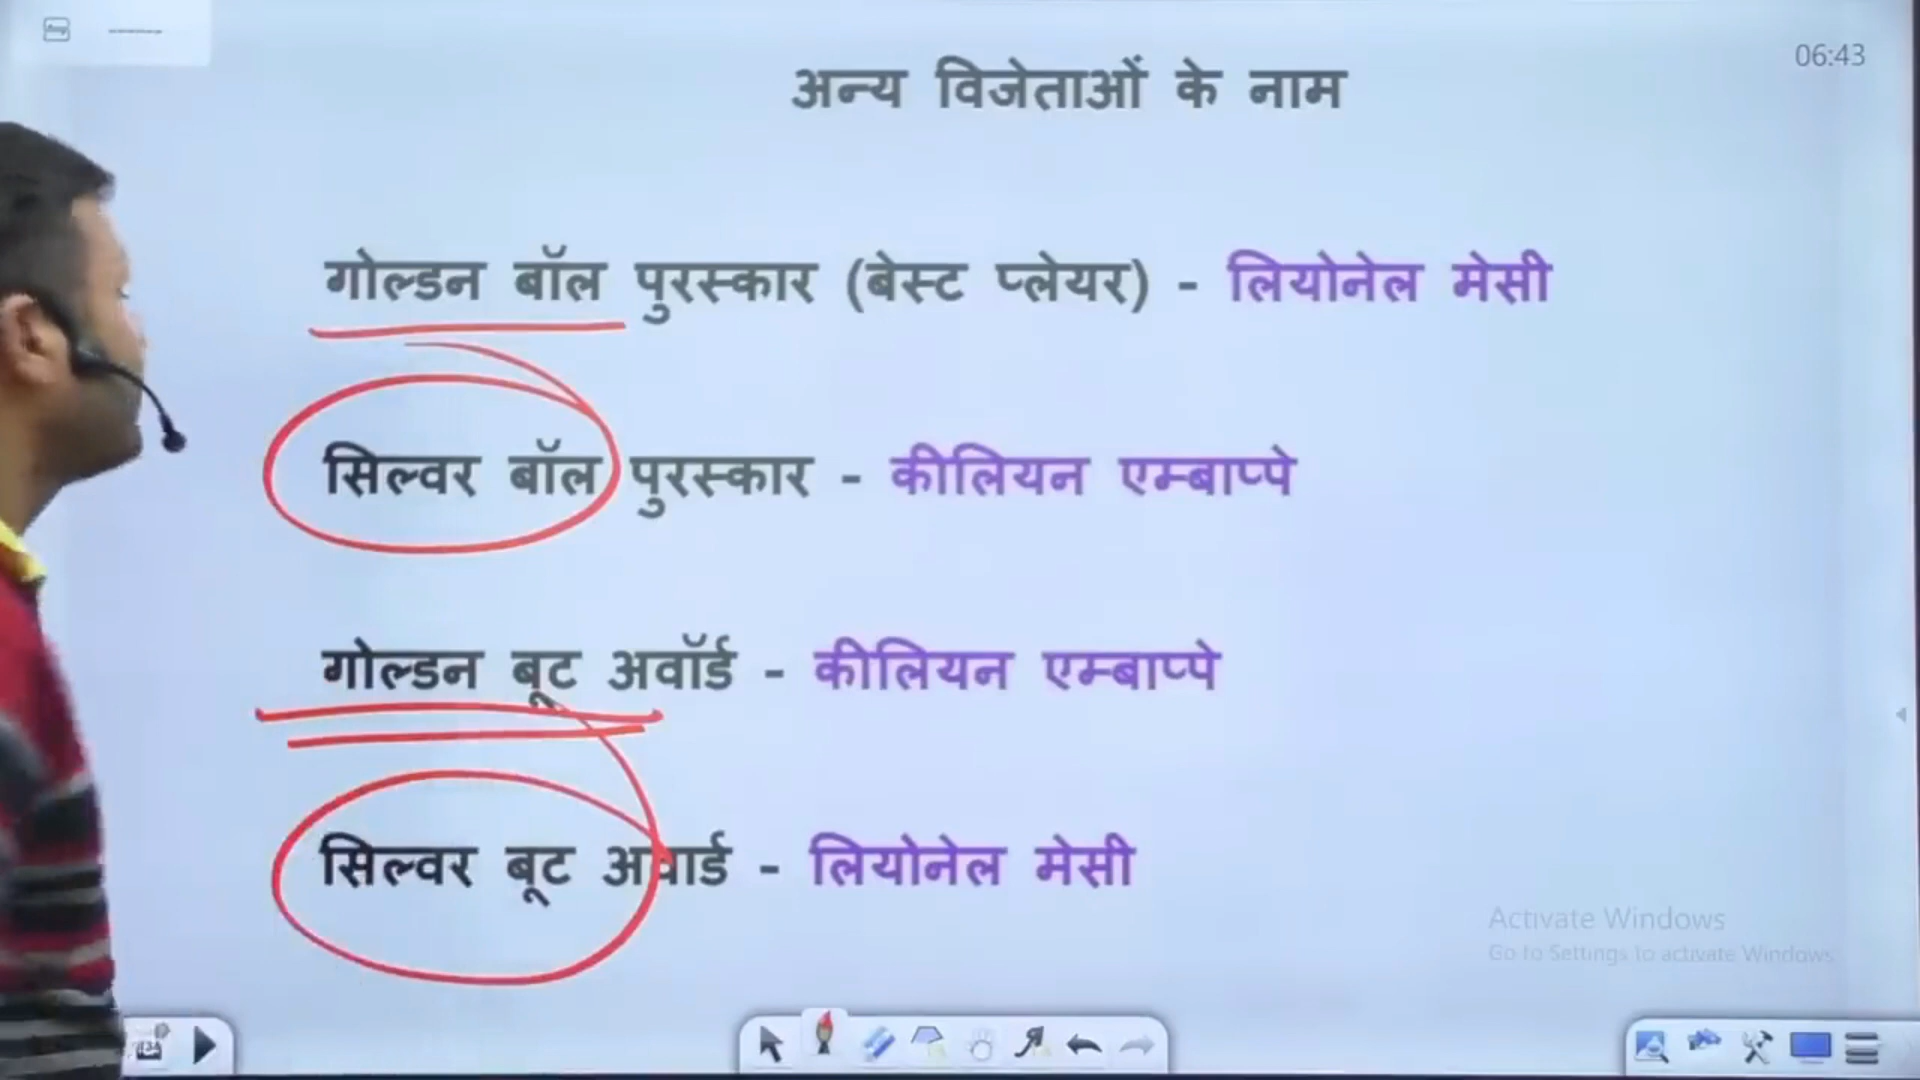 06:43
अन्य विजेताओं के नाम
गोल्डन बॉल पुरस्कार (बेस्ट प्लेयर) - लियोनेल मेसी
सिल्वर बॉल पुरस्कार - कीलियन एम्बाप्पे
गोल्डन बूट अवॉर्ड - कीलियन एम्बाप्पे
सिल्वर बूट अवार्ड - लियोनेल मेसी
Activate Windows
Go to Settings to activate Windows.